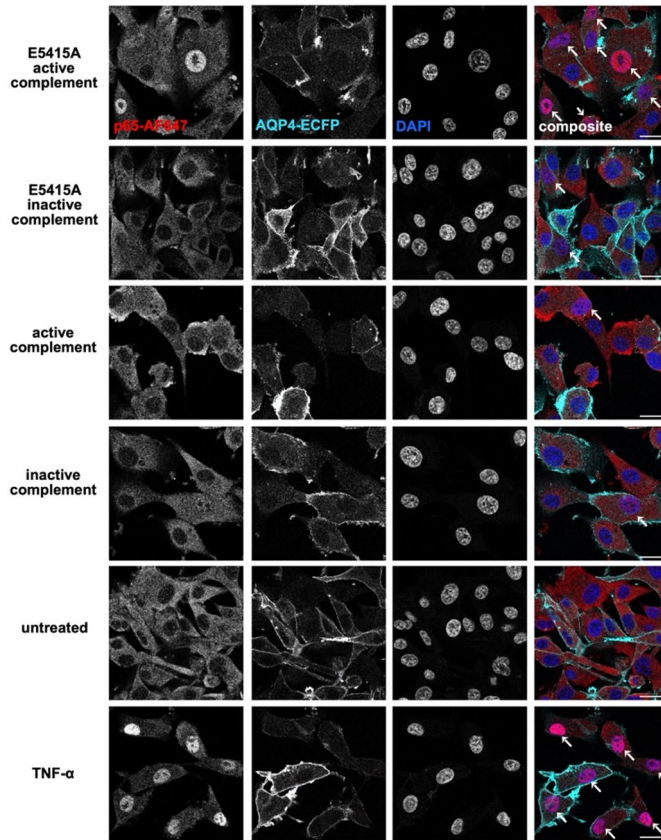 E5415A
active
complement
p65-AF647
AQP4-ECFP
DAPI
composite
E5415A
inactive
complement
active
complement
inactive
complement
untreated
TNF-α